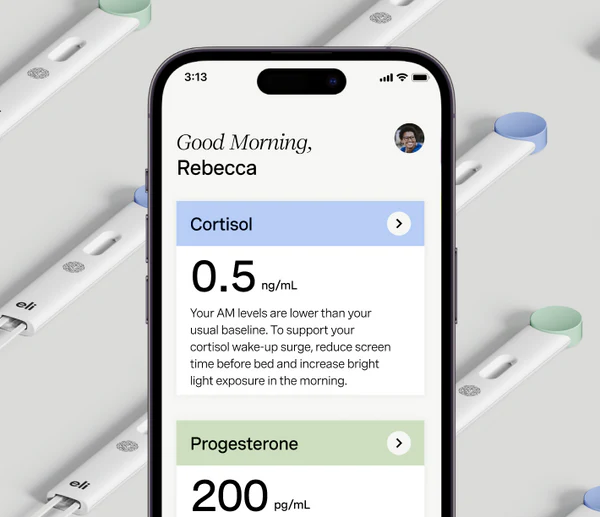 3:13
Good Morning,
Rebecca
Cortisol
0.5 ng/mL
Your AM levels are lower than your
usual baseline. To support your
cortisol wake-up surge, reduce screen
time before bed and increase bright
light exposure in the morning.
Progesterone
200 pg/mL
eli
eli